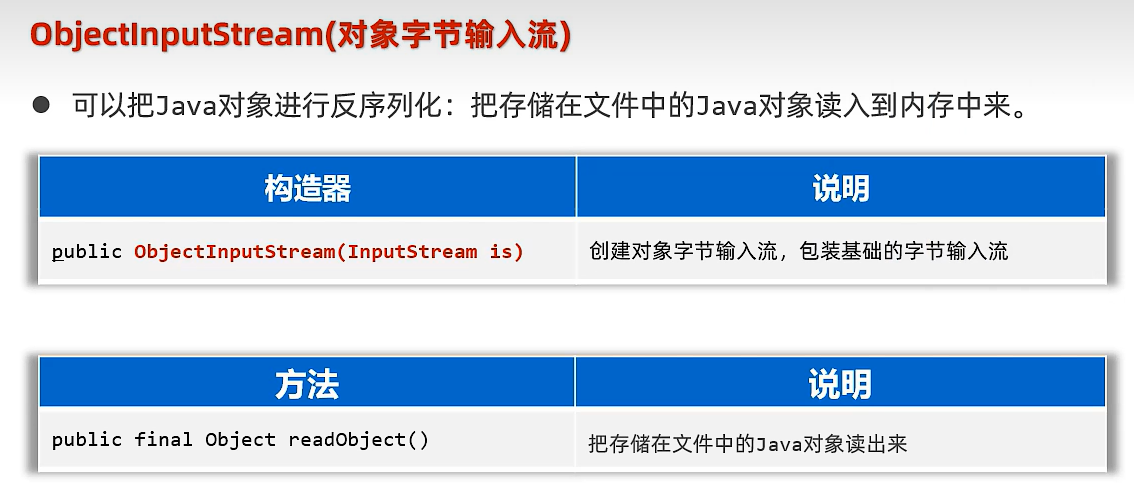 ObjectInputStream(对象字节输入流)
● 可以把Java对象进行反序列化：把存储在文件中的Java对象读入到内存中来。
构造器 说明
public ObjectInputStream(InputStream is) 创建对象字节输入流，包装基础的字节输入流
方法 说明
public final Object readObject() 把存储在文件中的Java对象读出来